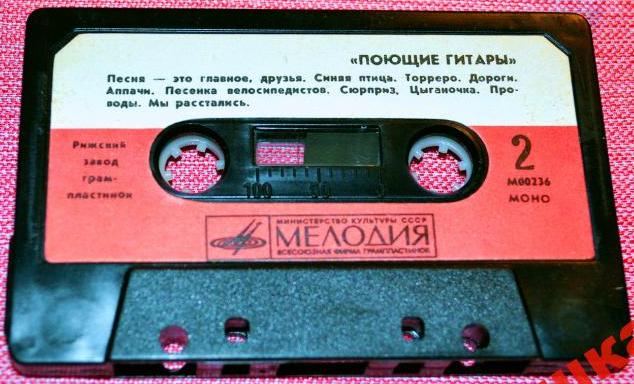 «ПОЮЩИЕ ГИТАРЫ»
Песня — это главное, друзья. Синяя птица. Торреро. Дороги.
Аппачи. Песенка велосипедистов. Сюрприз, Цыганочка. Про-
воды. Мы расстались.
Рижский
завод
грам-
пластинок
2
М60236
МОНО
100 50 0
МИНИСТЕРСТВО КУЛЬТУРЫ СССР
МЕЛОДИЯ
ВСЕСОЮЗНАЯ ФИРМА ГРАМПЛАСТИНОК